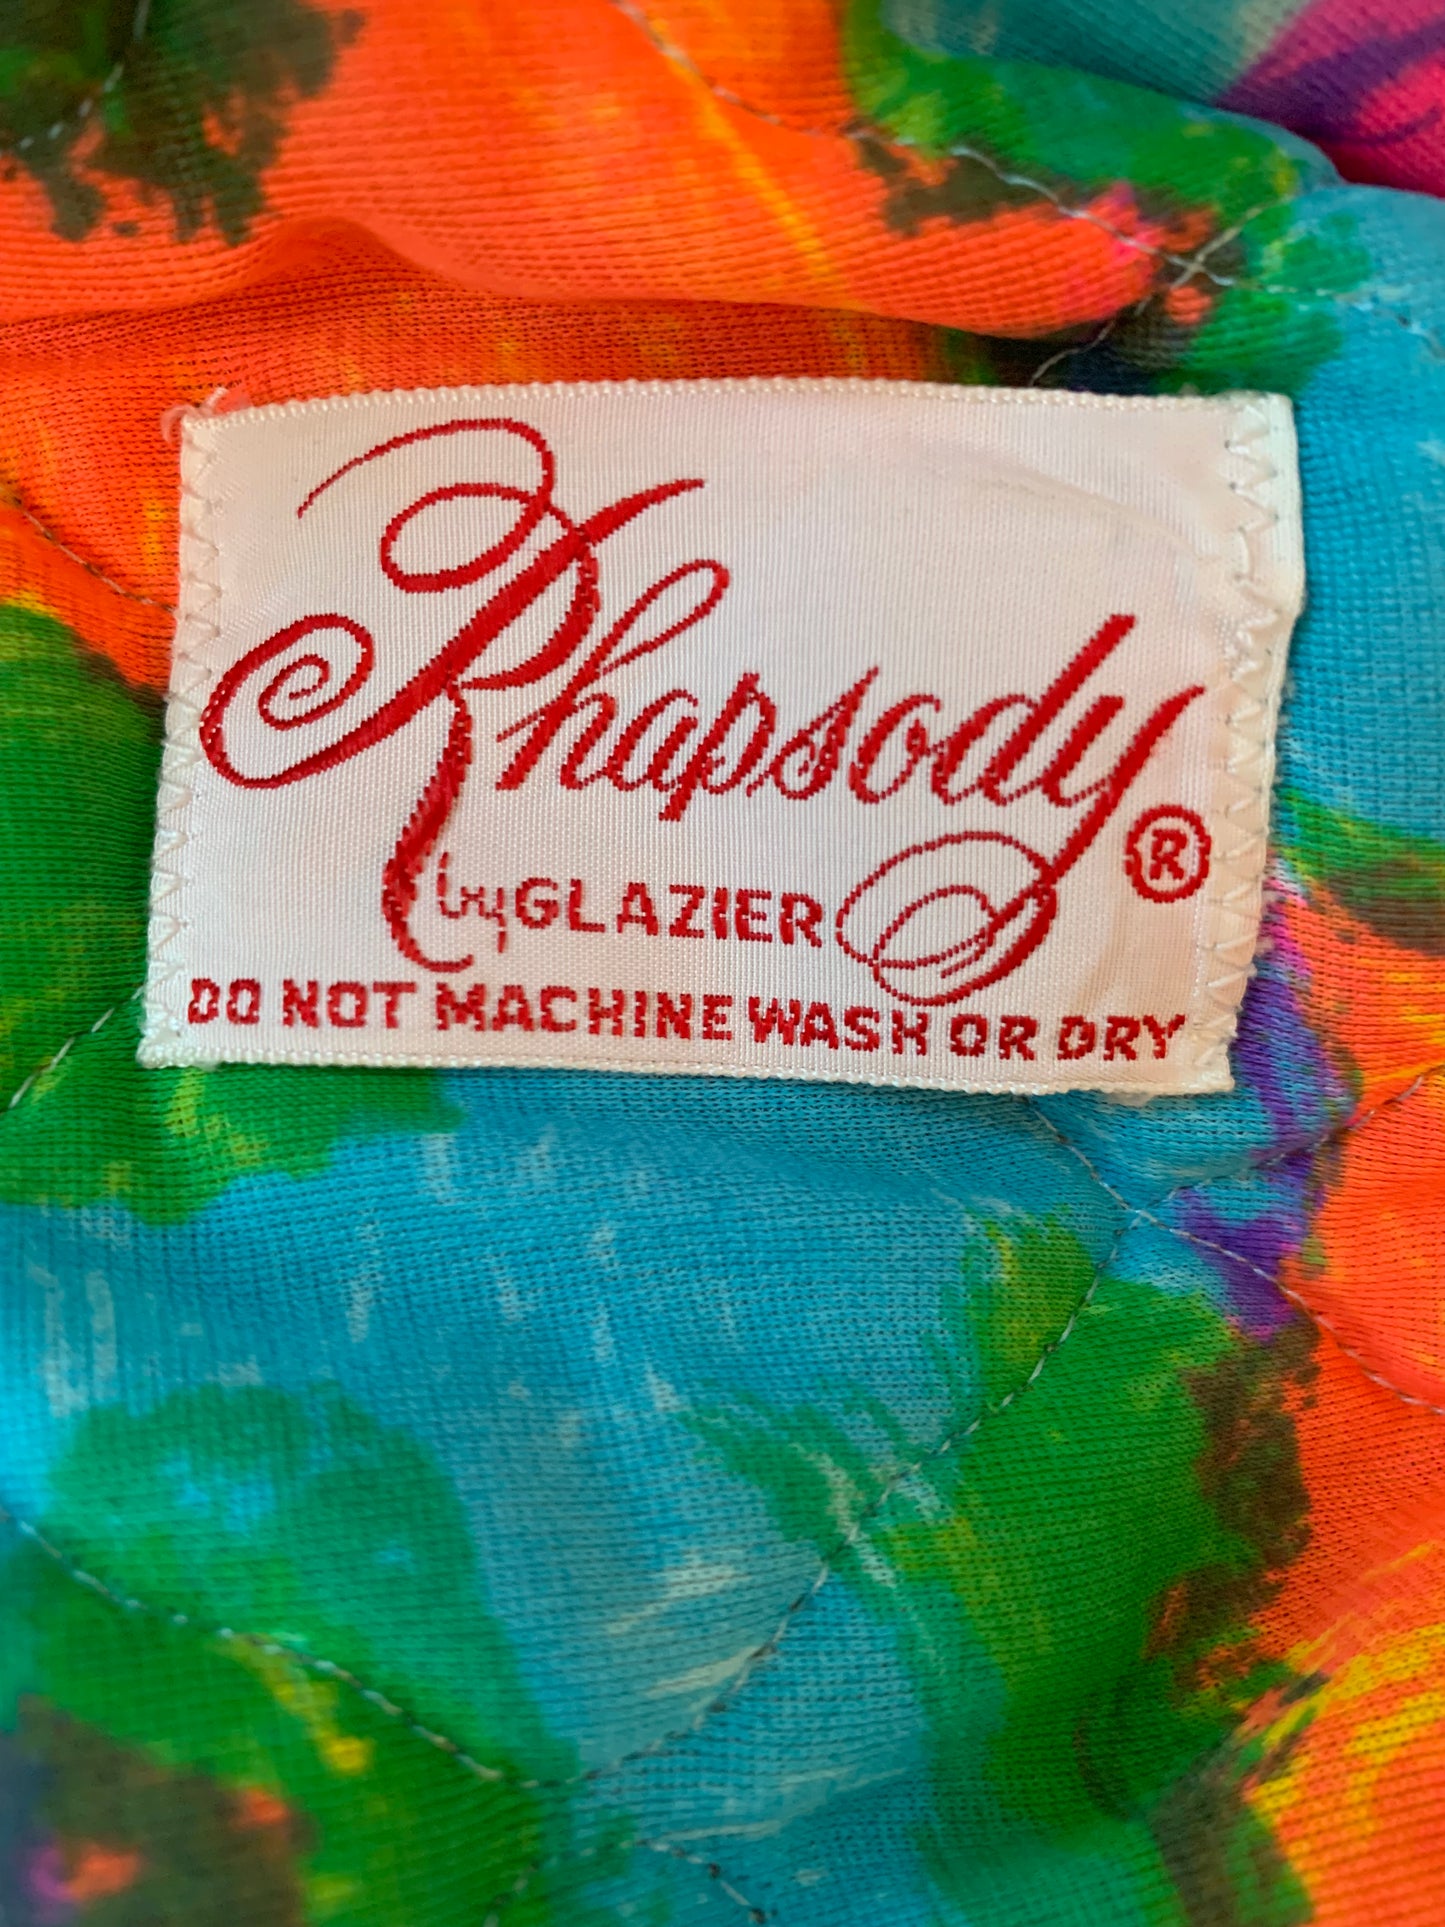 Rhapsody ®
by GLAZIER
DO NOT MACHINE WASH OR DRY